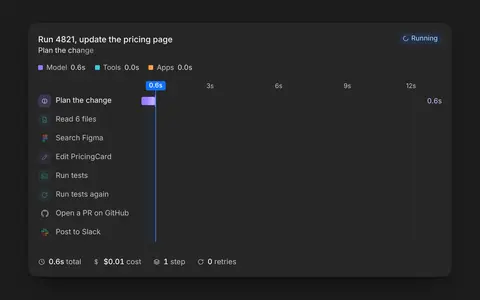 Run 4821, update the pricing page
Running
Plan the change
Model 0.6s Tools 0.0s Apps 0.0s
0.6s 3s 6s 9s 12s
Plan the change 0.6s
Read 6 files
Search Figma
Edit PricingCard
Run tests
Run tests again
Open a PR on GitHub
Post to Slack
0.6s total $ $0.01 cost 1 step 0 retries